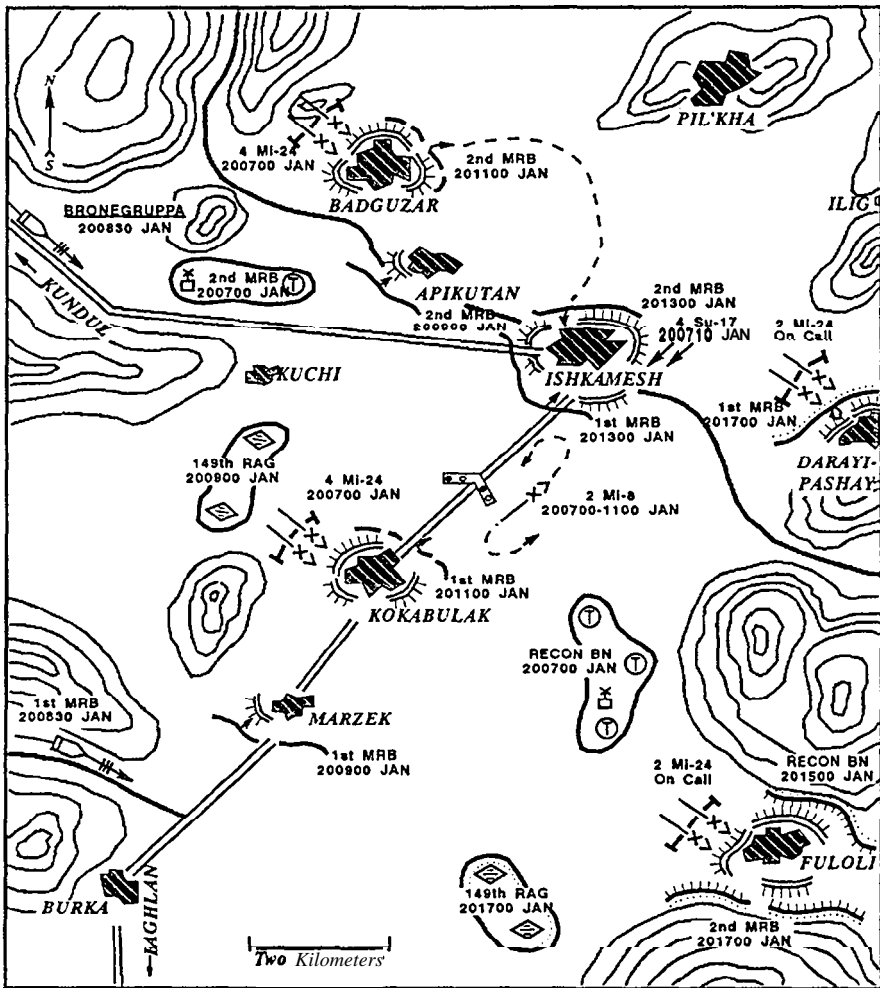 N
S
PIL'KHA
4 Mi-24
200700 JAN
2nd MRB
201100 JAN
BADGUZAR
BRONEGRUPPA
200830 JAN
ILIG
KUNDUL
2nd MRB
200700 JAN
T
APIKUTAN
2nd MRB
200900 JAN
2nd MRB
201300 JAN
4 Su-17
200710 JAN
2 Mi-24
On Call
ISHKAMESH
KUCHI
1st MRB
201300 JAN
1st MRB
201700 JAN
DARAYI-
PASHAY
149th RAG
200900 JAN
4 Mi-24
200700 JAN
2 Mi-8
200700-1100 JAN
1st MRB
201100 JAN
KOKABULAK
RECON BN
200700 JAN
T
T
T
1st MRB
200830 JAN
MARZEK
1st MRB
200900 JAN
RECON BN
201500 JAN
2 Mi-24
On Call
FULOLI
BURKA
149th RAG
201700 JAN
2nd MRB
201700 JAN
Two Kilometers